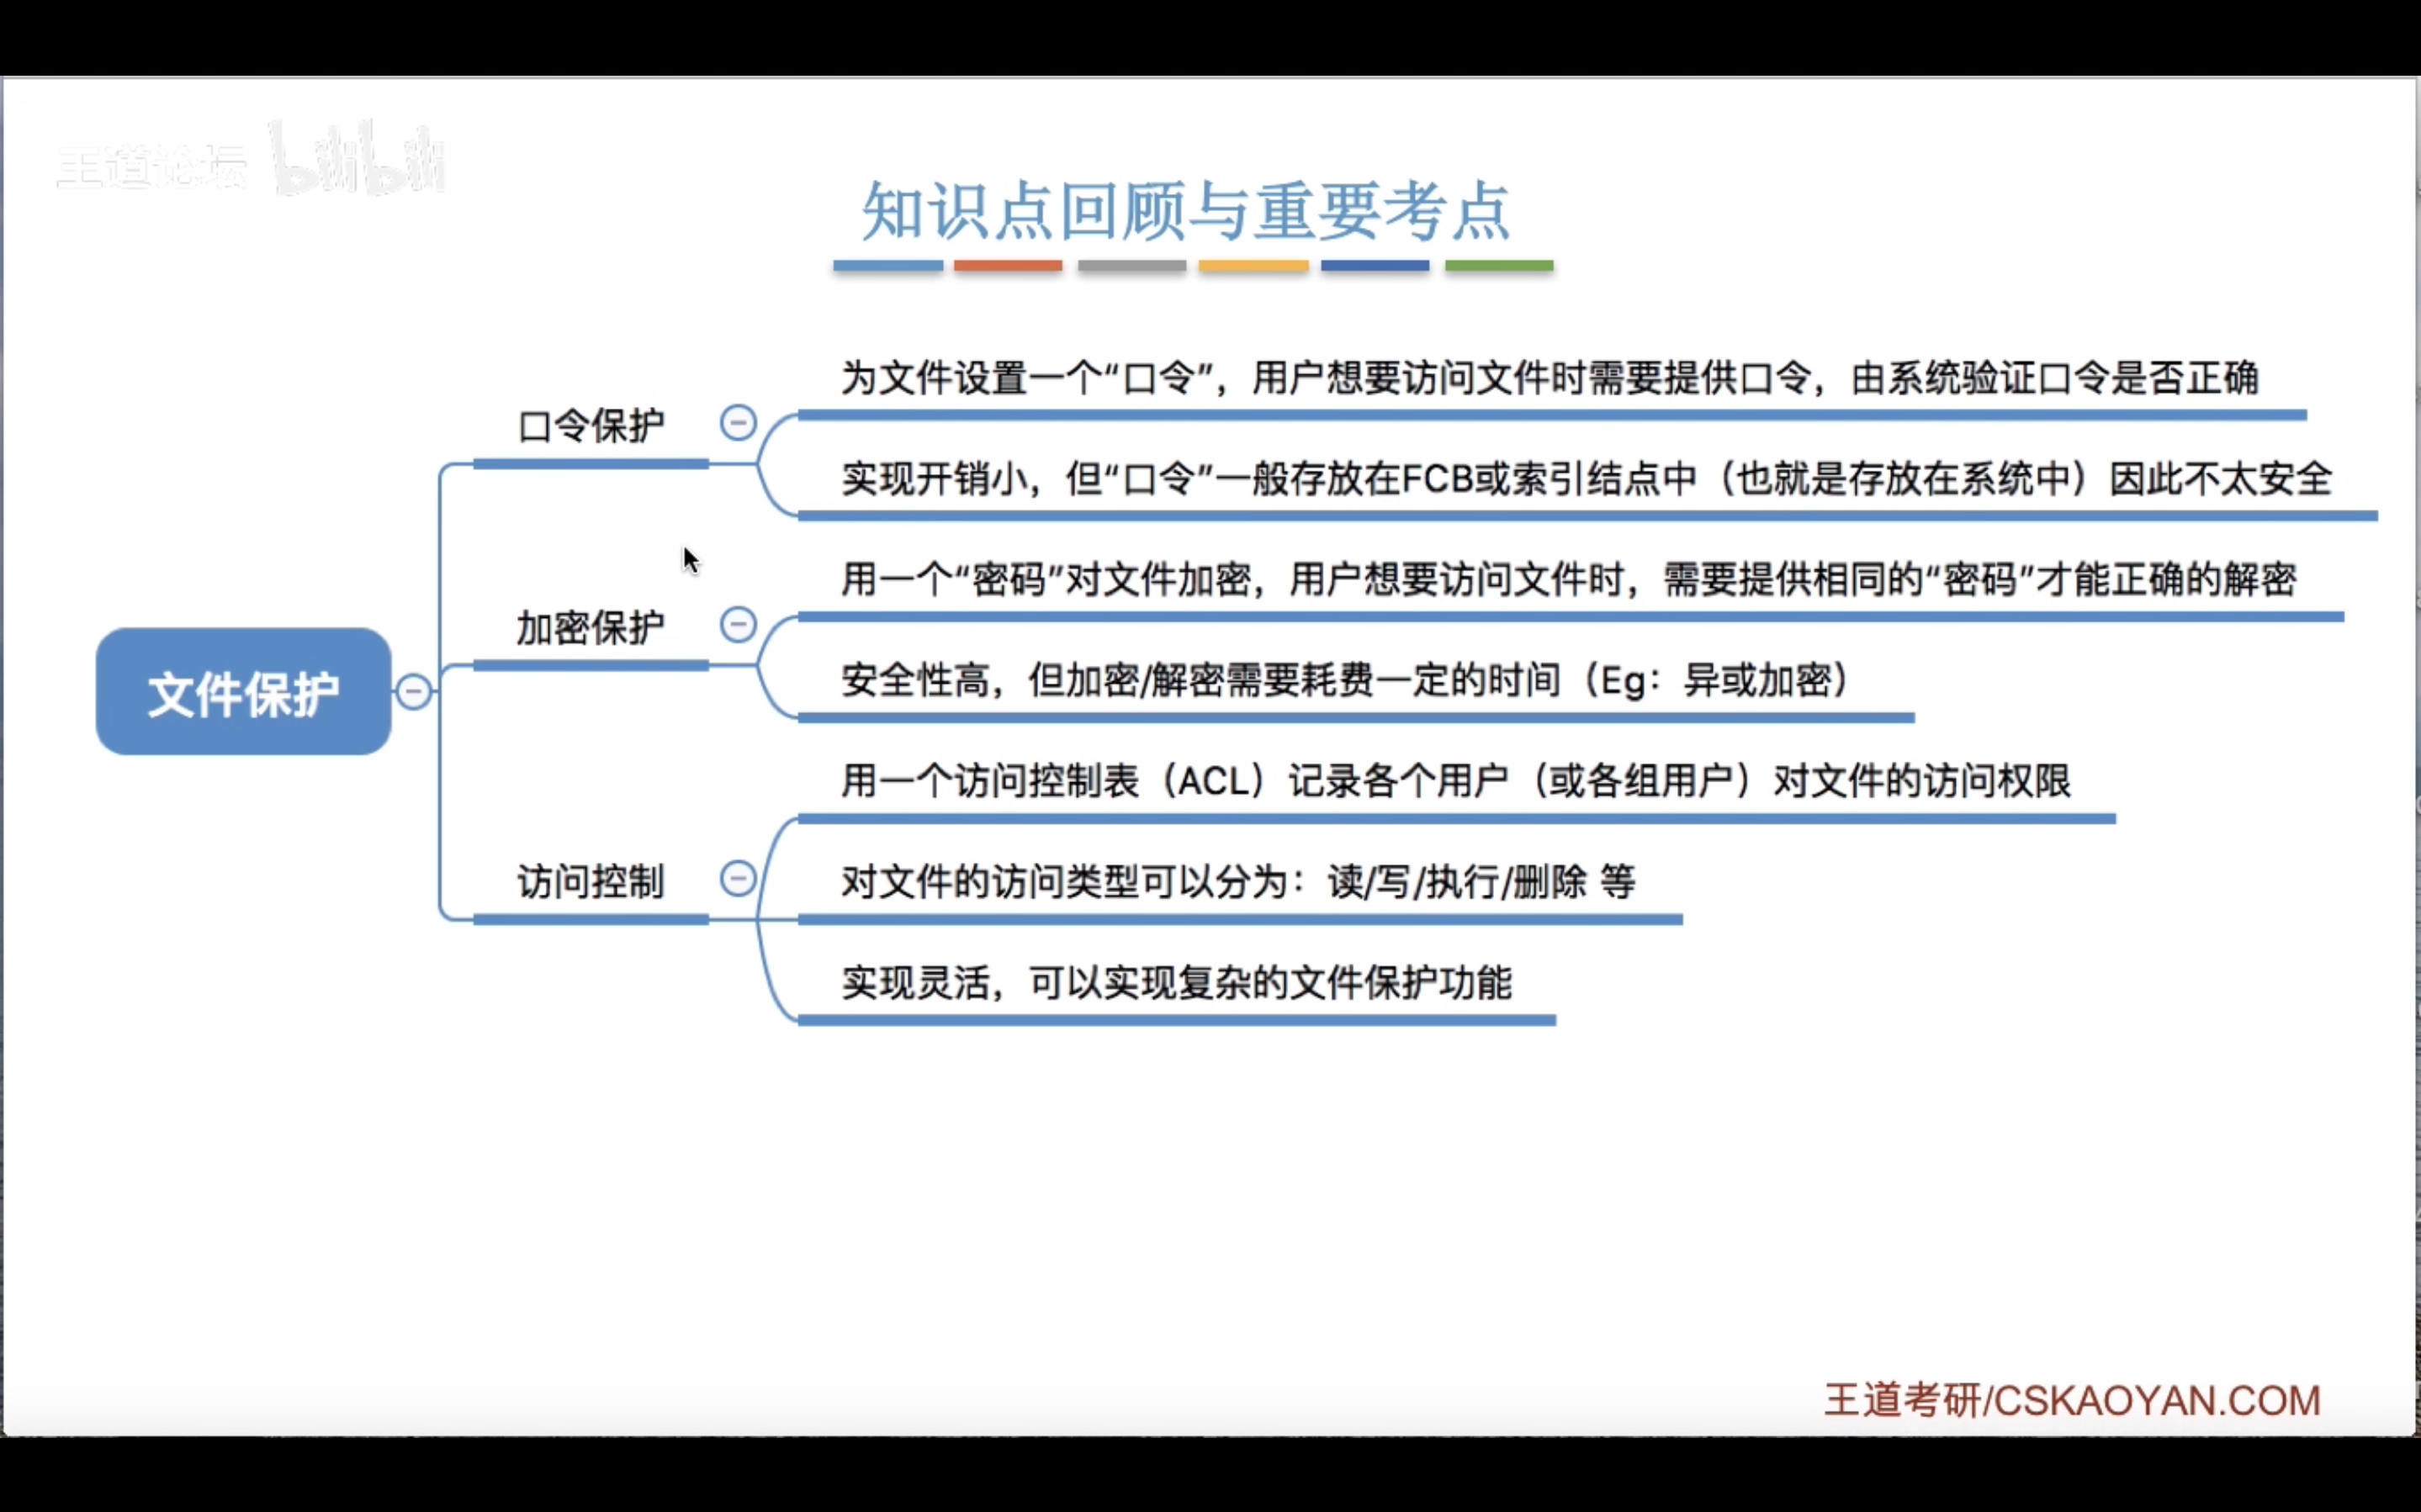 王道论坛 bilibili
知识点回顾与重要考点
文件保护
口令保护
为文件设置一个“口令”，用户想要访问文件时需要提供口令，由系统验证口令是否正确
实现开销小，但“口令”一般存放在FCB或索引结点中（也就是存放在系统中）因此不太安全
加密保护
用一个“密码”对文件加密，用户想要访问文件时，需要提供相同的“密码”才能正确的解密
安全性高，但加密/解密需要耗费一定的时间（Eg：异或加密）
访问控制
用一个访问控制表（ACL）记录各个用户（或各组用户）对文件的访问权限
对文件的访问类型可以分为：读/写/执行/删除 等
实现灵活，可以实现复杂的文件保护功能
王道考研/CSKAOYAN.COM